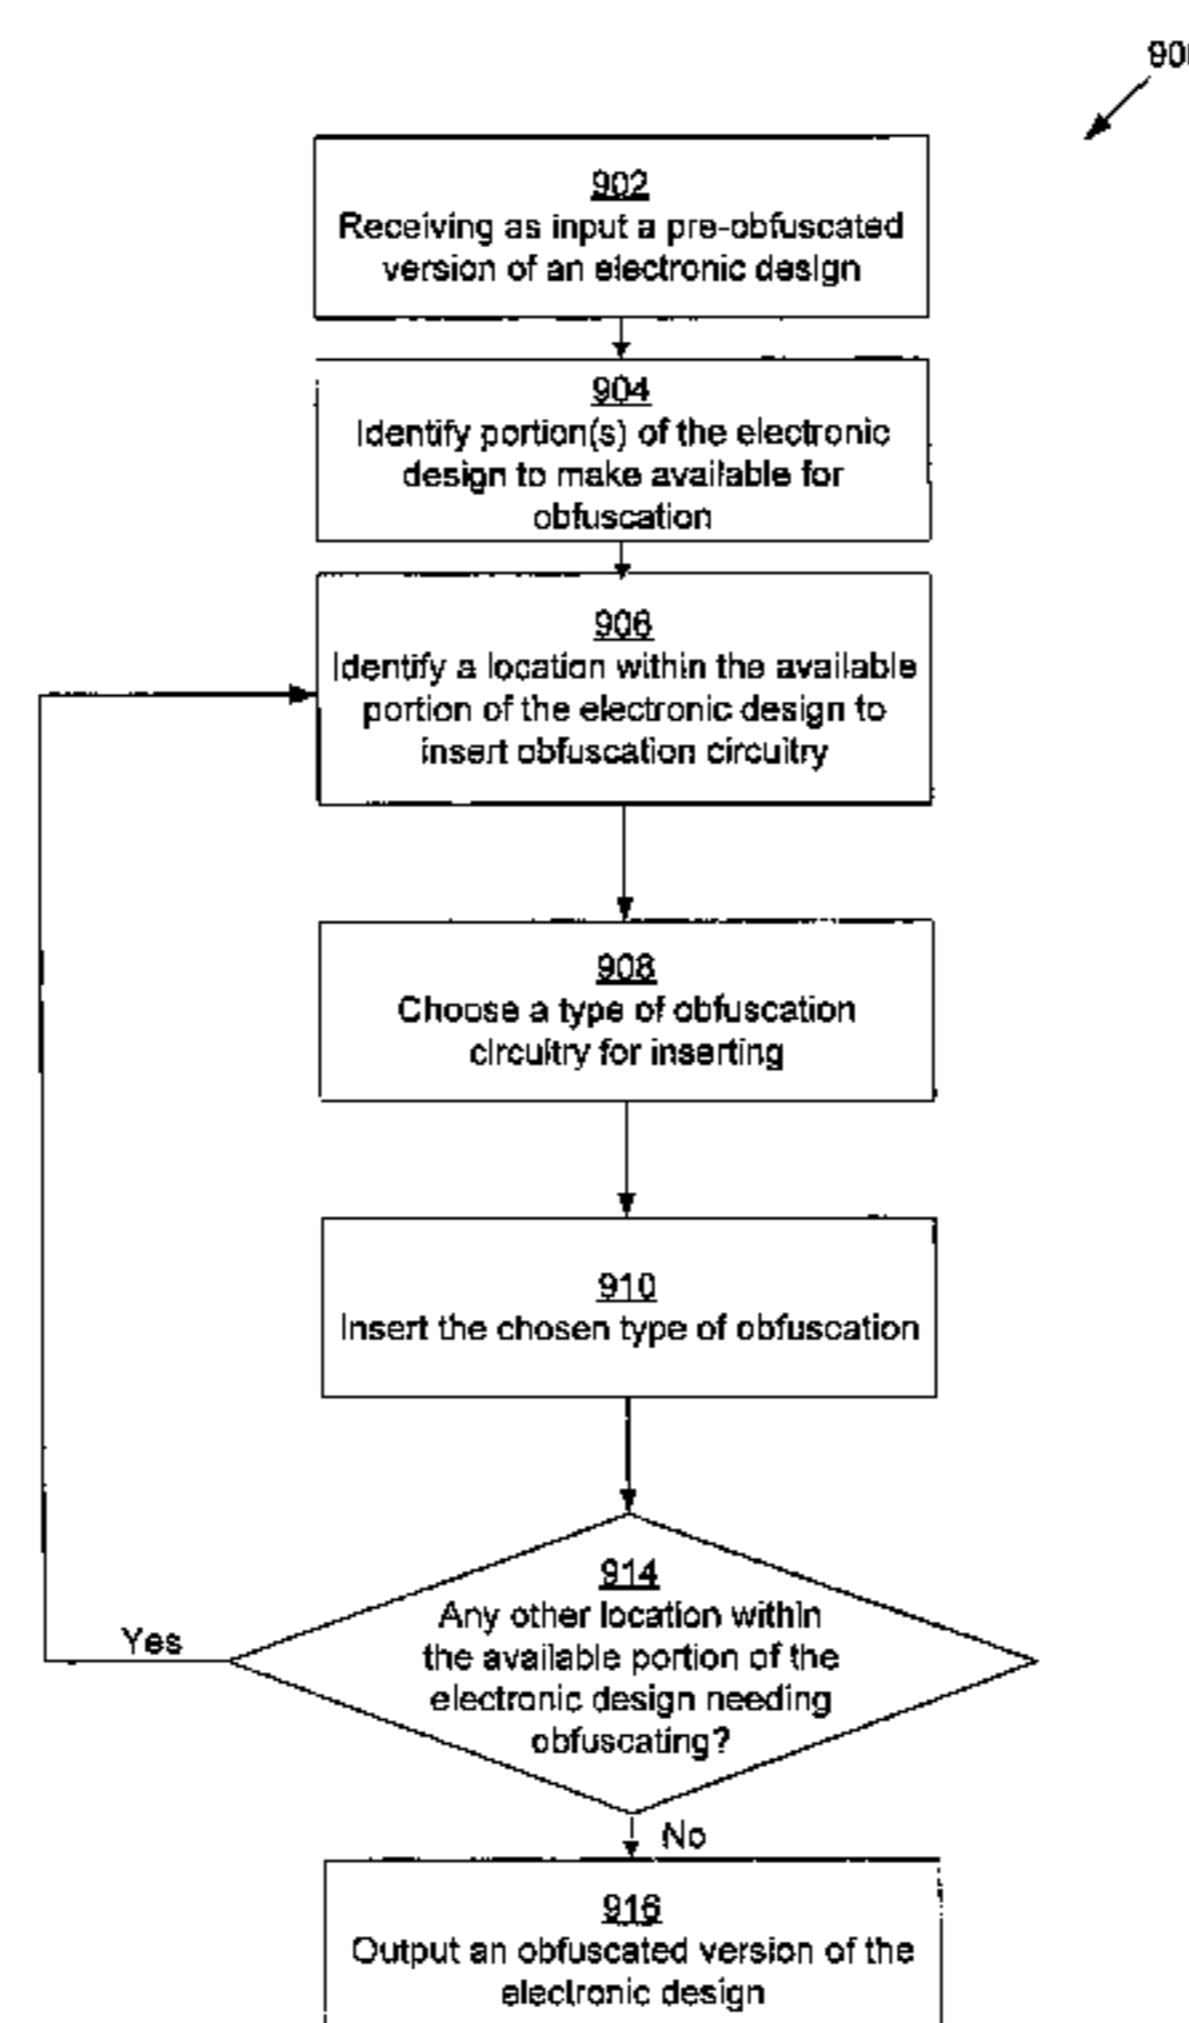 902
Receiving as input a pre-obfuscated
version of an electronic design
904
Identify portion(s) of the electronic
design to make available for
obfuscation
906
Identify a location within the available
portion of the electronic design to
insert obfuscation circuitry
908
Choose a type of obfuscation
circuitry for inserting
910
Insert the chosen type of obfuscation
914
Any other location within
the available portion of the
electronic design needing
obfuscating?
Yes
No
916
Output an obfuscated version of the
electronic design